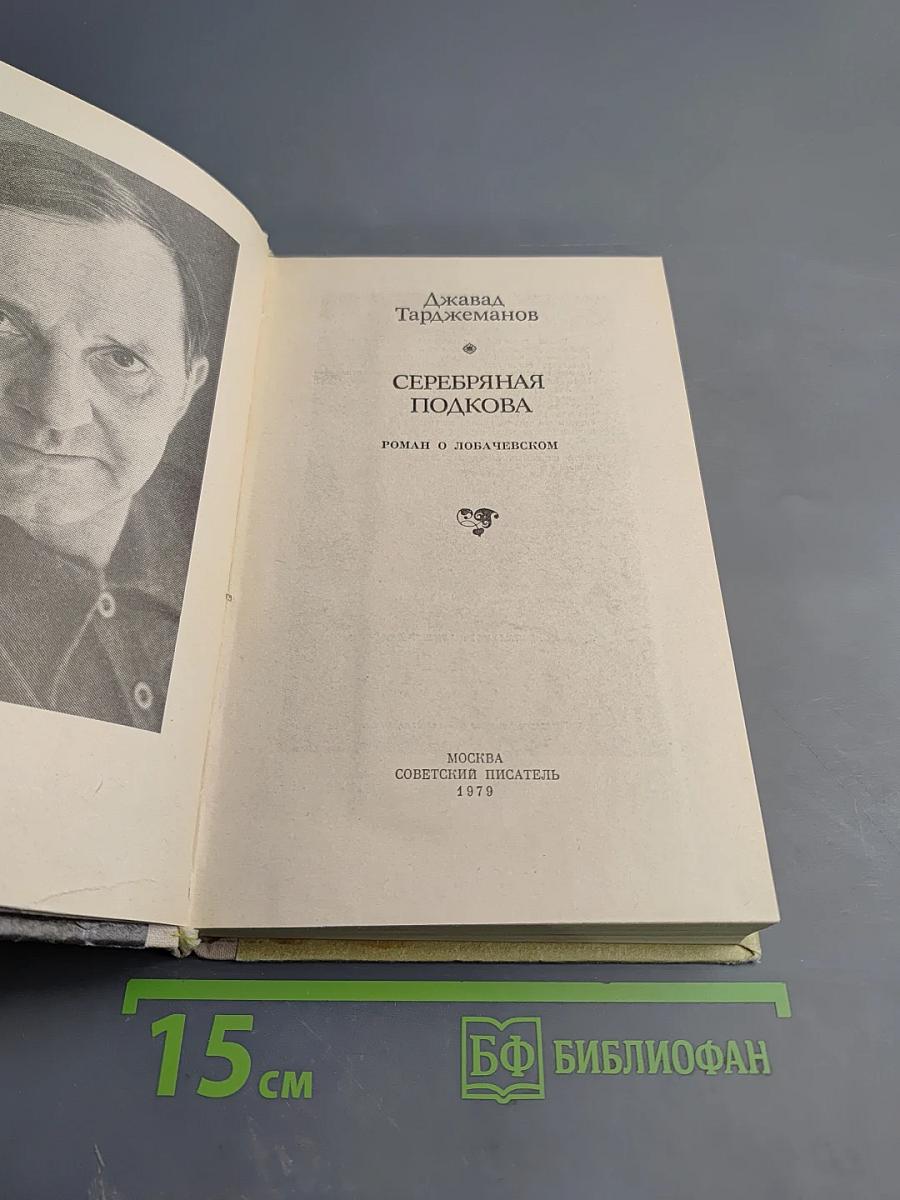 Джавад
Тарджеманов
СЕРЕБРЯНАЯ
ПОДКОВА
РОМАН О ЛОБАЧЕВСКОМ
МОСКВА
СОВЕТСКИЙ ПИСАТЕЛЬ
1979
15 см
БФ БИБЛИОФАН